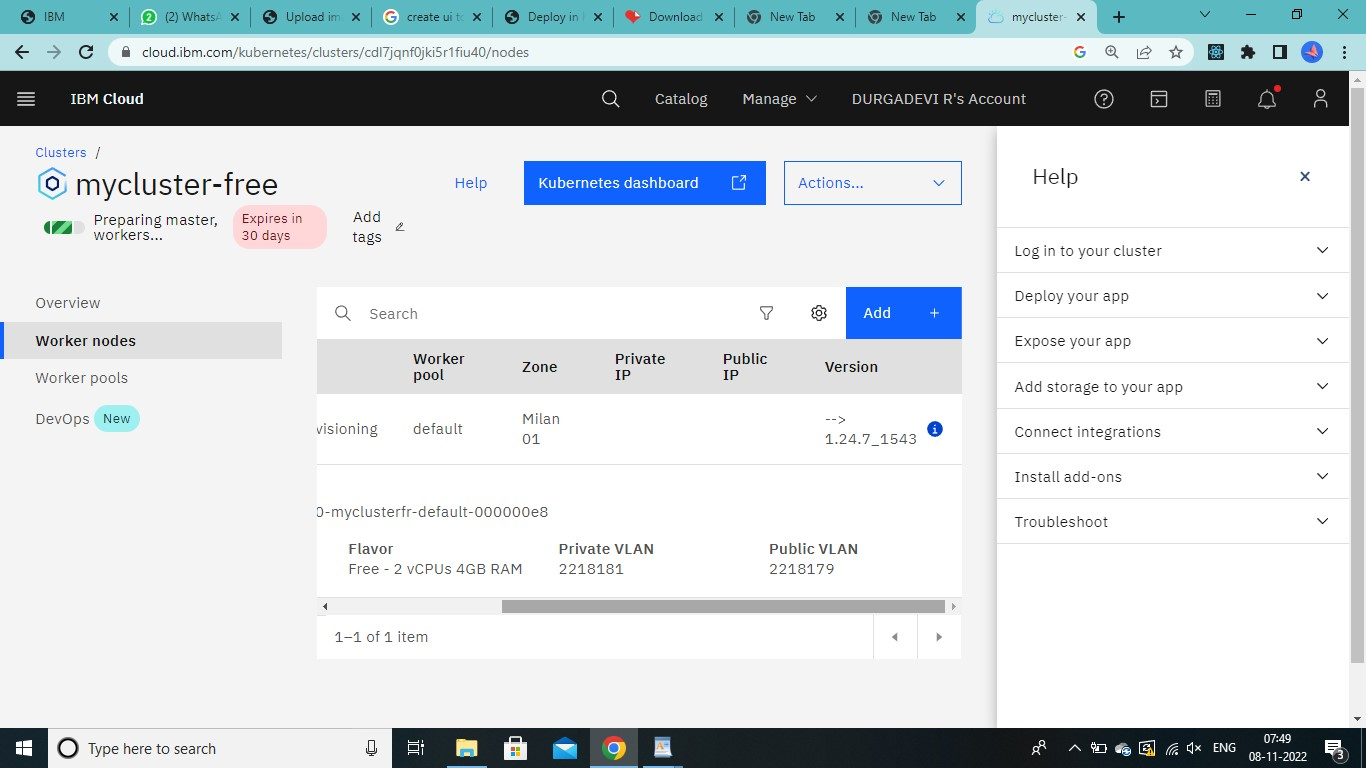 IBM
(2) WhatsA
Upload im
create ui to
Deploy in
Download
New Tab
New Tab
mycluster-
cloud.ibm.com/kubernetes/clusters/cdl7jqnf0jki5r1fiu40/nodes
IBM Cloud
Catalog
Manage
DURGADEVI R's Account
Clusters /
mycluster-free
Help
Kubernetes dashboard
Actions...
Preparing master,
workers...
Expires in
30 days
Add
tags
Overview
Worker nodes
Worker pools
DevOps New
Search
Add +
Worker
pool
Zone
Private
IP
Public
IP
Version
visioning
default
Milan
01
-->
1.24.7_1543
0-myclusterfr-default-000000e8
Flavor
Free - 2 vCPUs 4GB RAM
Private VLAN
2218181
Public VLAN
2218179
1–1 of 1 item
Help
Log in to your cluster
Deploy your app
Expose your app
Add storage to your app
Connect integrations
Install add-ons
Troubleshoot
Type here to search
ENG
07:49
08-11-2022
3